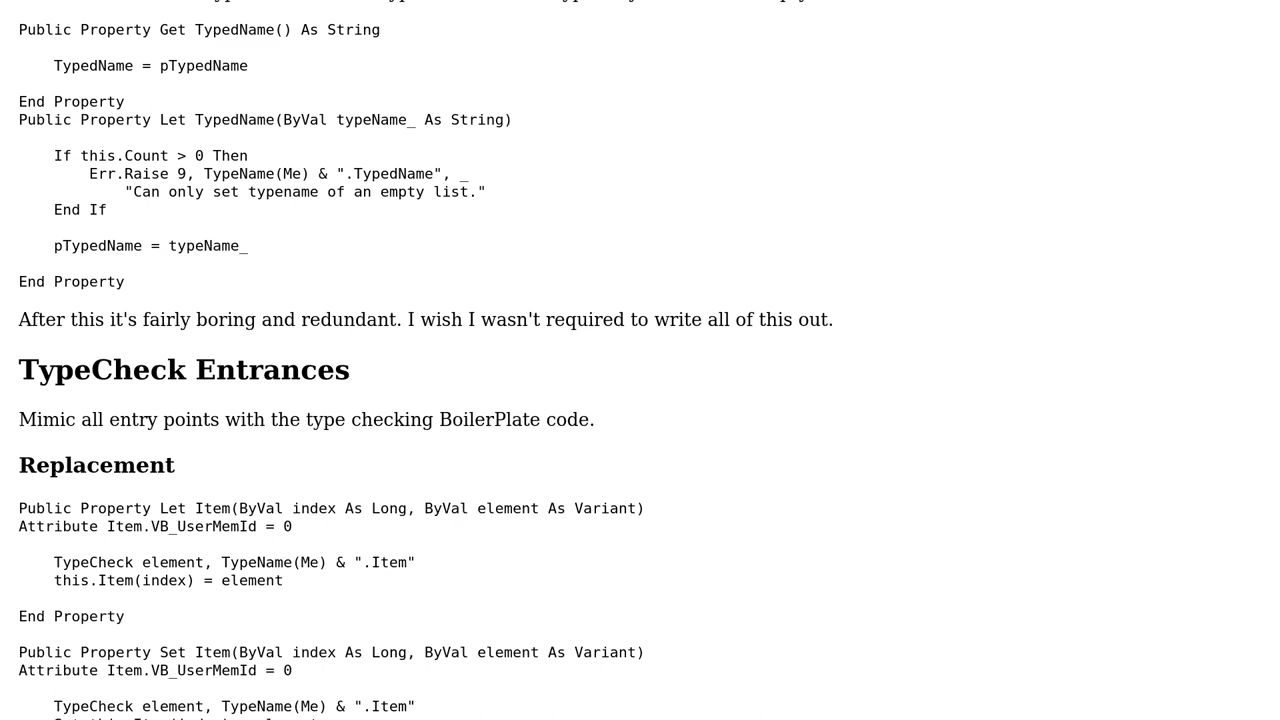 Public Property Get TypedName() As String
TypedName = pTypedName
End Property
Public Property Let TypedName(ByVal typeName_ As String)
If this.Count > 0 Then
Err.Raise 9, TypeName(Me) & ".TypedName", _
"Can only set typename of an empty list."
End If
pTypedName = typeName_
End Property
After this it's fairly boring and redundant. I wish I wasn't required to write all of this out.
TypeCheck Entrances
Mimic all entry points with the type checking BoilerPlate code.
Replacement
Public Property Let Item(ByVal index As Long, ByVal element As Variant)
Attribute Item.VB_UserMemId = 0
TypeCheck element, TypeName(Me) & ".Item"
this.Item(index) = element
End Property
Public Property Set Item(ByVal index As Long, ByVal element As Variant)
Attribute Item.VB_UserMemId = 0
TypeCheck element, TypeName(Me) & ".Item"